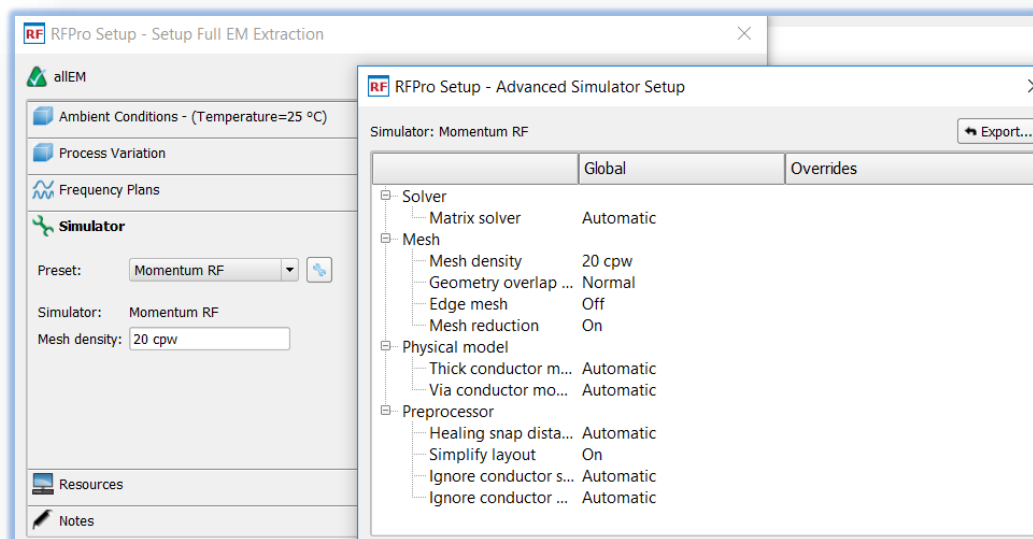 RF RFPro Setup - Setup Full EM Extraction
allEM
Ambient Conditions - (Temperature=25 ºC)
Process Variation
Frequency Plans
Simulator
Preset: Momentum RF
Simulator: Momentum RF
Mesh density: 20 cpw
Resources
Notes
RF RFPro Setup - Advanced Simulator Setup
Simulator: Momentum RF
Export...
Global Overrides
Solver
Matrix solver Automatic
Mesh
Mesh density 20 cpw
Geometry overlap ... Normal
Edge mesh Off
Mesh reduction On
Physical model
Thick conductor m... Automatic
Via conductor mo... Automatic
Preprocessor
Healing snap dista... Automatic
Simplify layout On
Ignore conductor s... Automatic
Ignore conductor ... Automatic